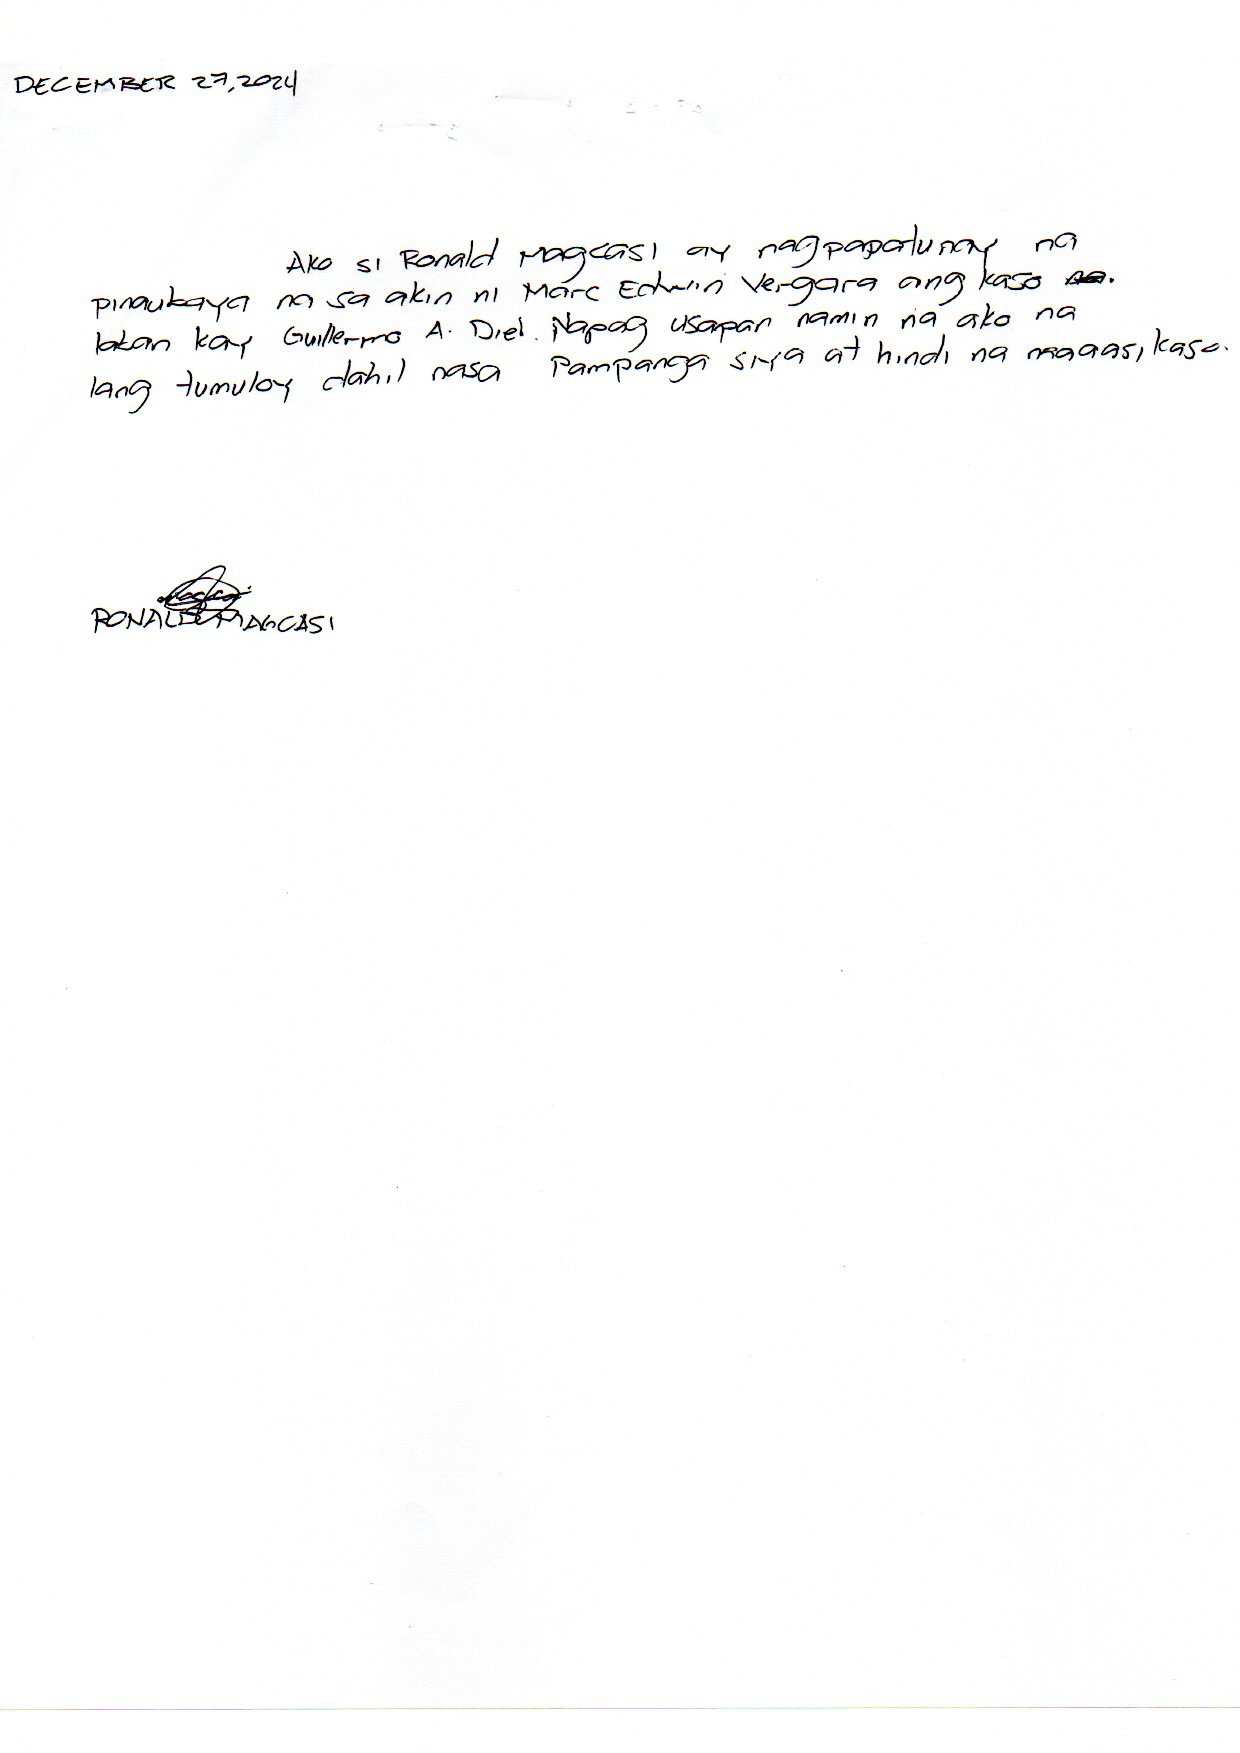 DECEMBER 27, 2024
Ako si Ronald Magcasi ay nagpapatunay na
pinaubaya na sa akin ni Marc Edwin Vergara ang kaso
laban kay Guillermo A. Diel. Napag usapan namin na ako na
lang tumuloy dahil nasa Pampanga siya at hindi na maaasikaso.
RONALD MAGCASI